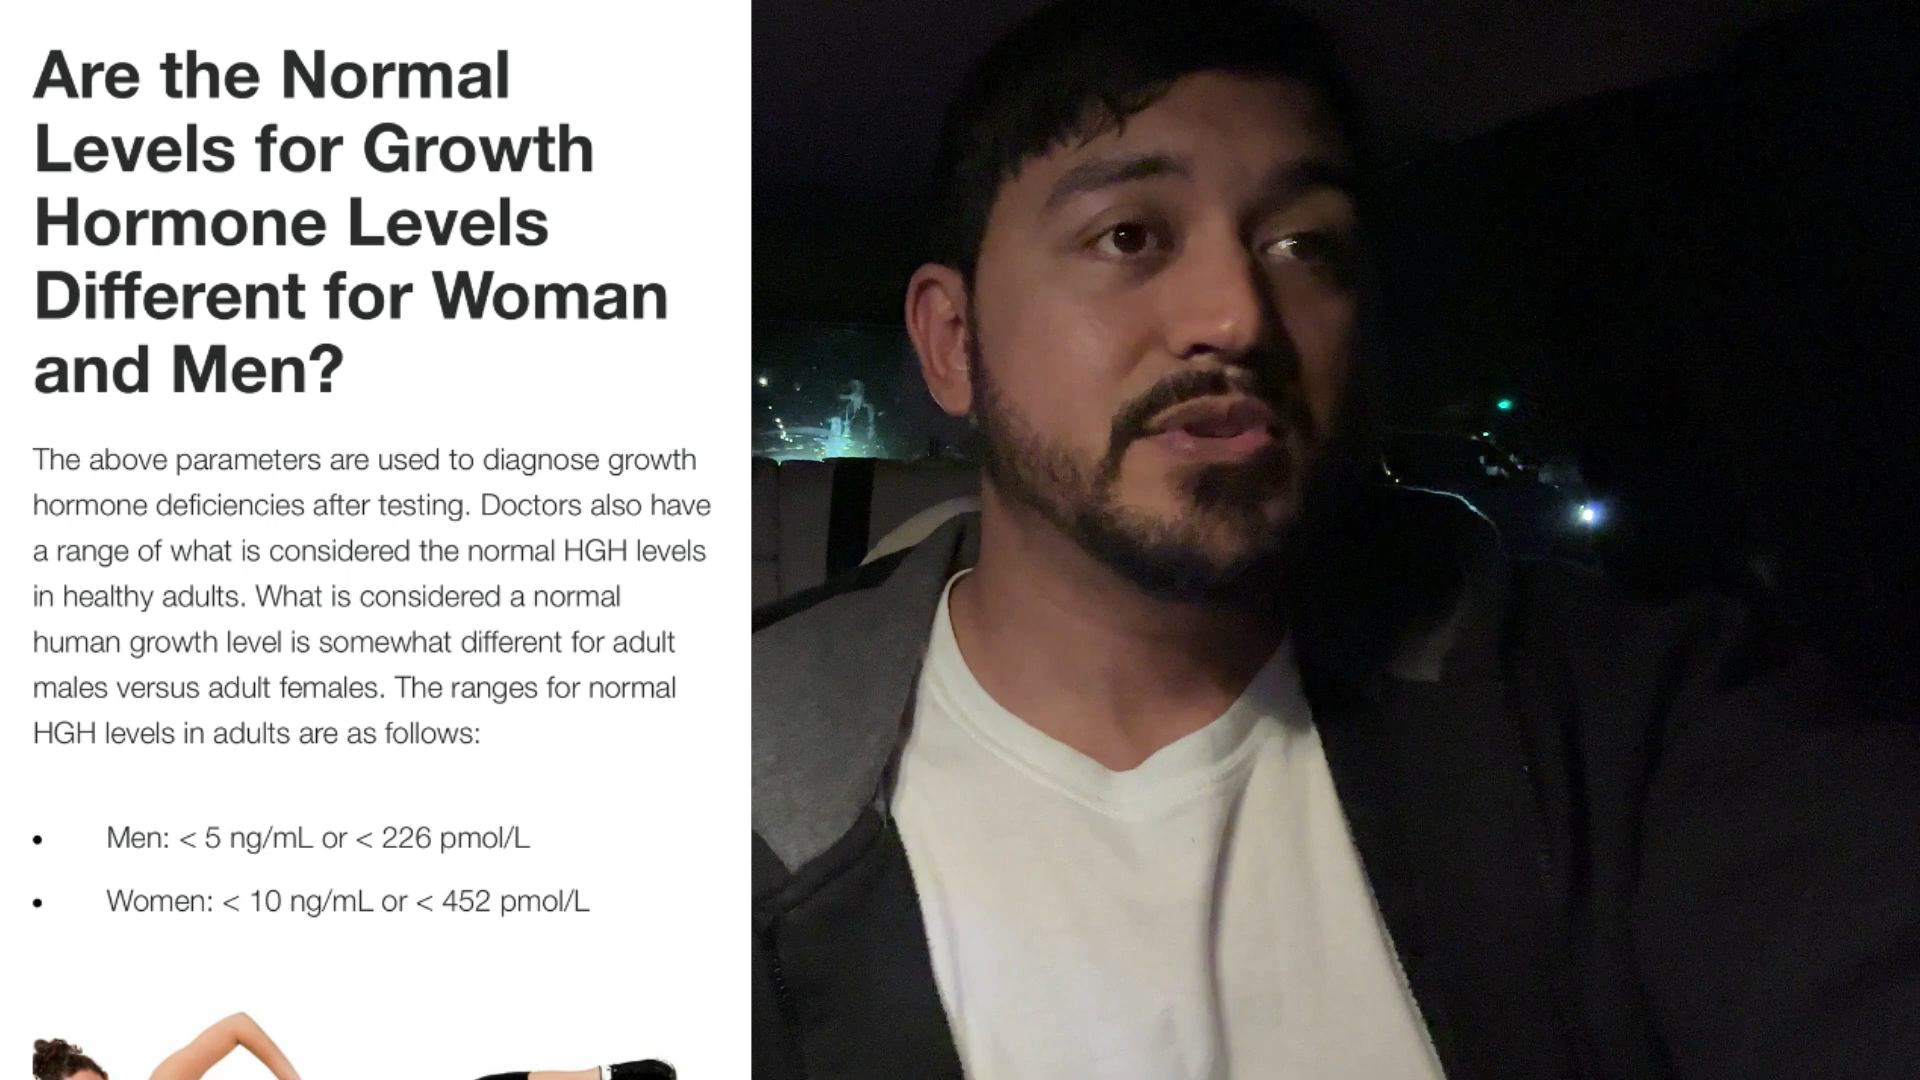 Are the Normal
Levels for Growth
Hormone Levels
Different for Woman
and Men?
The above parameters are used to diagnose growth
hormone deficiencies after testing. Doctors also have
a range of what is considered the normal HGH levels
in healthy adults. What is considered a normal
human growth level is somewhat different for adult
males versus adult females. The ranges for normal
HGH levels in adults are as follows:
• Men: < 5 ng/mL or < 226 pmol/L
• Women: < 10 ng/mL or < 452 pmol/L